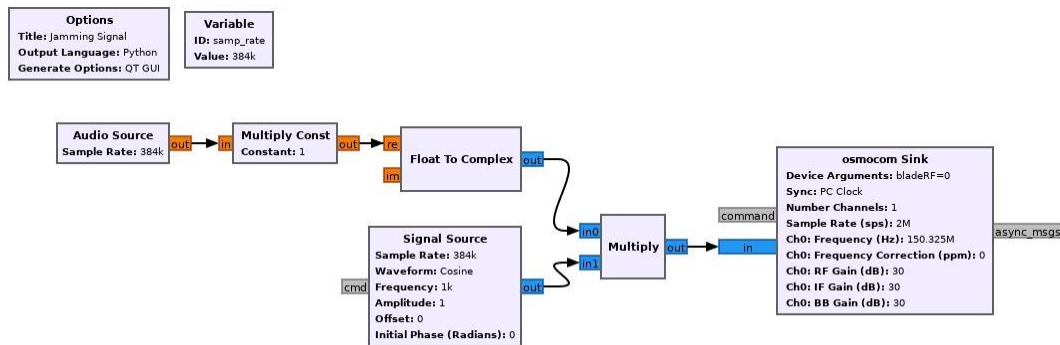 Options
Title: Jamming Signal
Output Language: Python
Generate Options: QT GUI
Variable
ID: samp_rate
Value: 384k
Audio Source
Sample Rate: 384k
out
in
Multiply Const
Constant: 1
out
re
im
Float To Complex
out
cmd
Signal Source
Sample Rate: 384k
Waveform: Cosine
Frequency: 1k
Amplitude: 1
Offset: 0
Initial Phase (Radians): 0
out
in0
in1
Multiply
out
command
in
osmocom Sink
Device Arguments: bladeRF=0
Sync: PC Clock
Number Channels: 1
Sample Rate (sps): 2M
Ch0: Frequency (Hz): 150.325M
Ch0: Frequency Correction (ppm): 0
Ch0: RF Gain (dB): 30
Ch0: IF Gain (dB): 30
Ch0: BB Gain (dB): 30
async_msgs